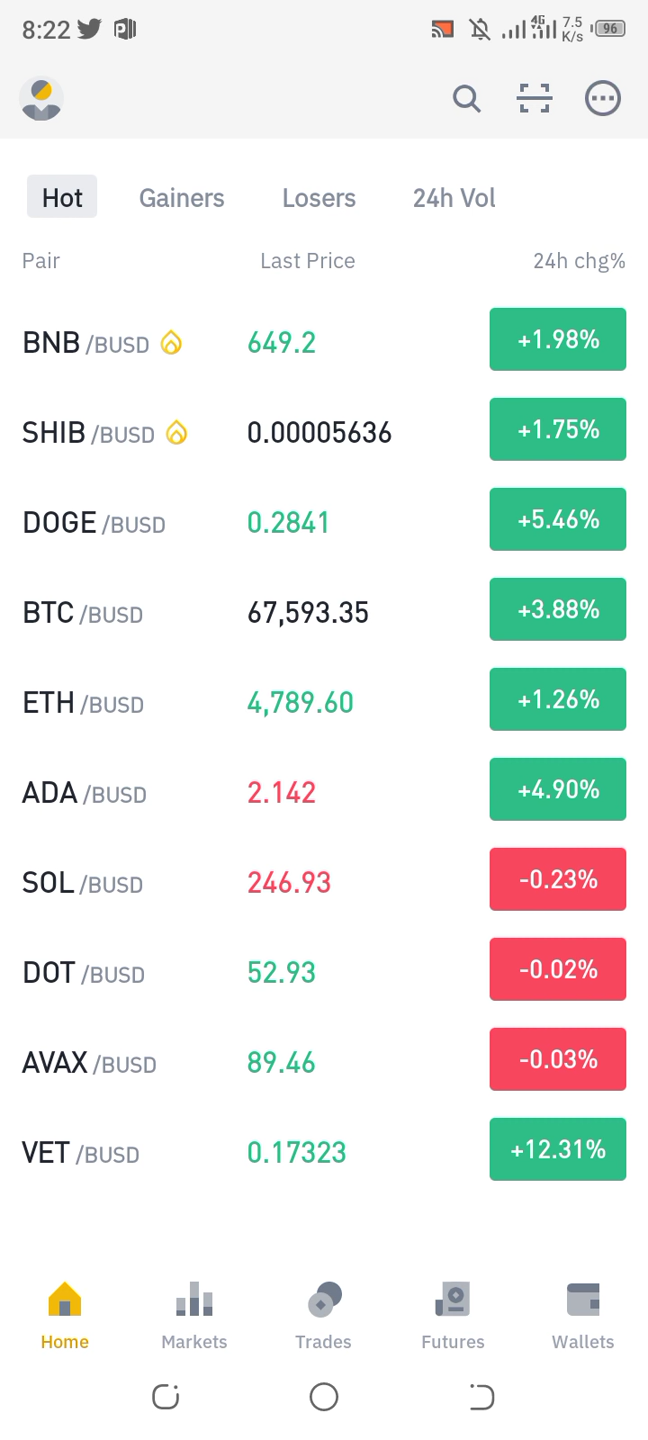 8:22 4G 7.5 K/s 96
Hot Gainers Losers 24h Vol
Pair Last Price 24h chg%
BNB /BUSD 649.2 +1.98%
SHIB /BUSD 0.00005636 +1.75%
DOGE /BUSD 0.2841 +5.46%
BTC /BUSD 67,593.35 +3.88%
ETH /BUSD 4,789.60 +1.26%
ADA /BUSD 2.142 +4.90%
SOL /BUSD 246.93 -0.23%
DOT /BUSD 52.93 -0.02%
AVAX /BUSD 89.46 -0.03%
VET /BUSD 0.17323 +12.31%
Home Markets Trades Futures Wallets